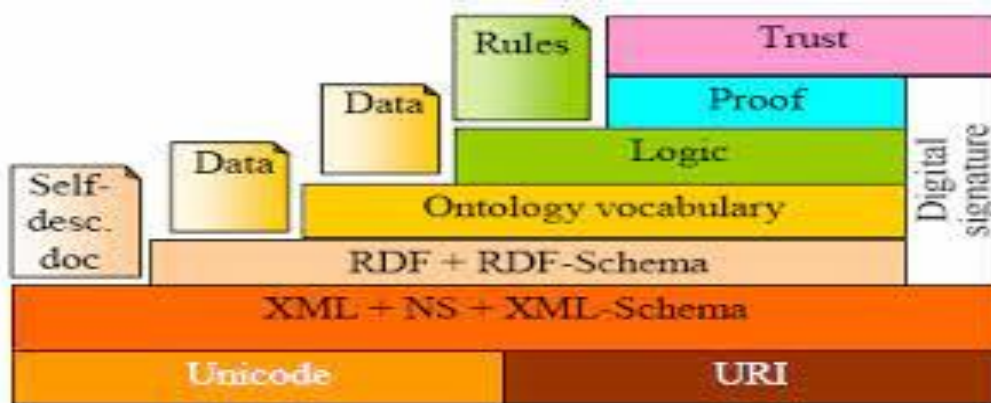 Rules
Trust
Data
Proof
Data
Logic
Self-
desc.
doc
Ontology vocabulary
Digital
signature
RDF + RDF-Schema
XML + NS + XML-Schema
Unicode
URI